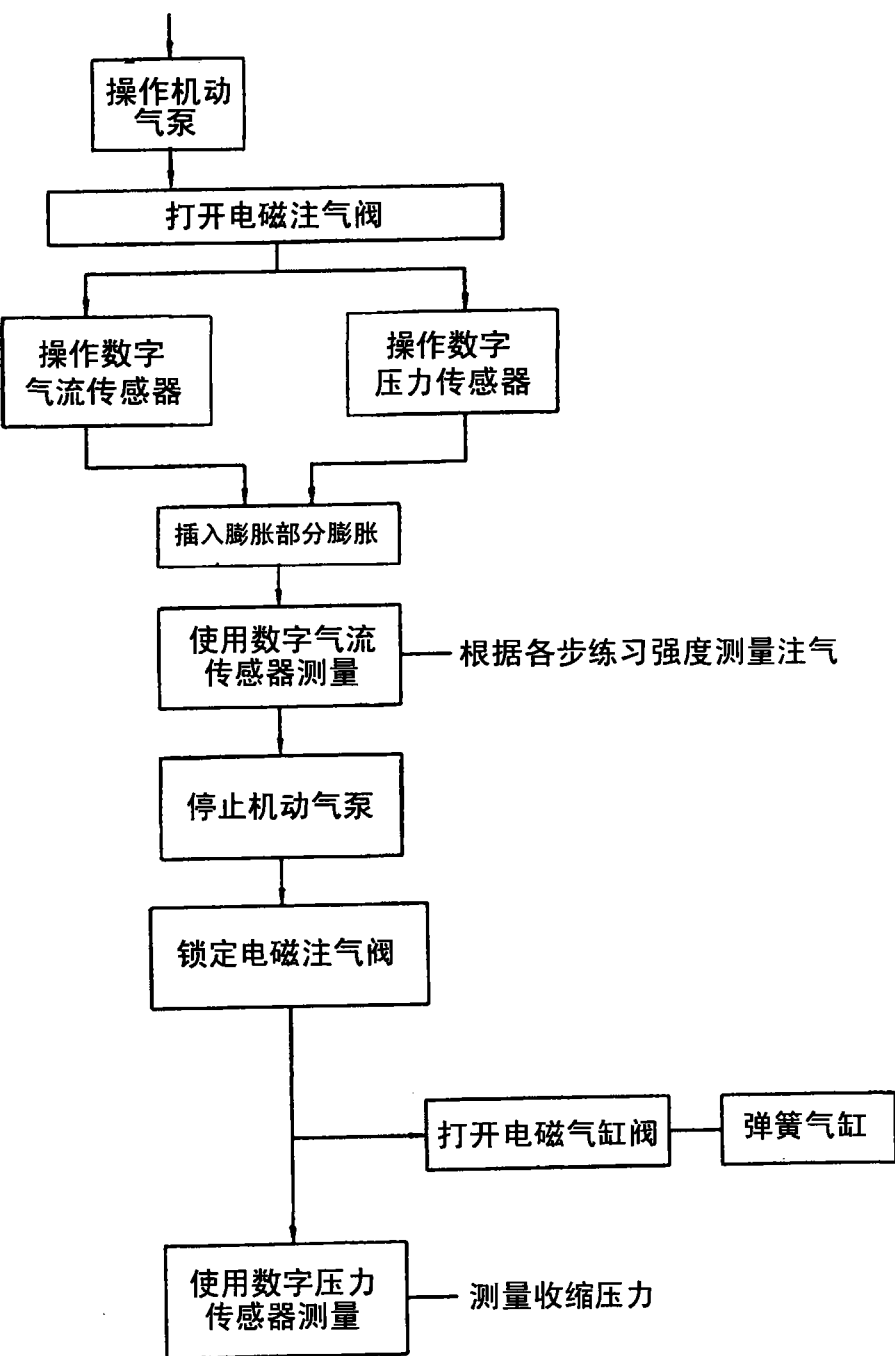 操作机动
气泵
打开电磁注气阀
操作数字
气流传感器
操作数字
压力传感器
插入膨胀部分膨胀
使用数字气流
传感器测量
根据各步练习强度测量注气
停止机动气泵
锁定电磁注气阀
打开电磁气缸阀
弹簧气缸
使用数字压力
传感器测量
测量收缩压力